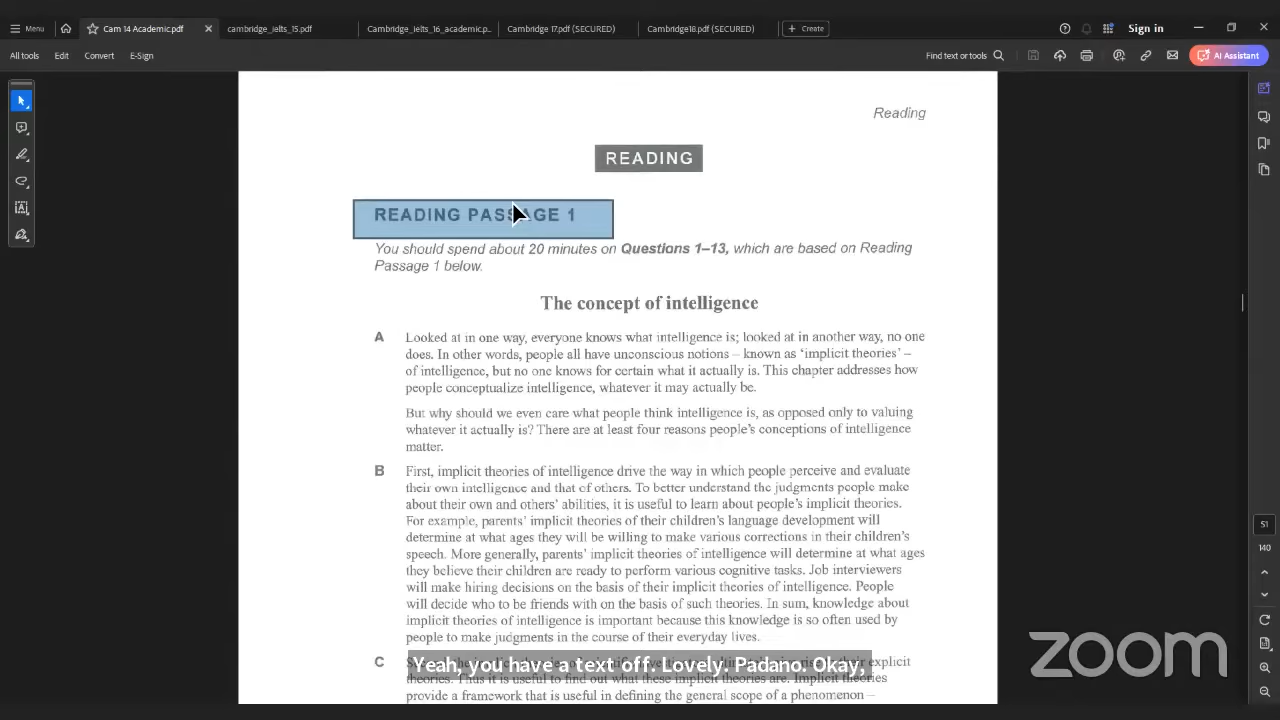 Menu
Cam 14 Academic.pdf
cambridge_ielts_15.pdf
Cambridge_ielts_16_academic.p...
Cambridge 17.pdf (SECURED)
Cambridge18.pdf (SECURED)
Create
Sign in
All tools
Edit
Convert
E-Sign
Find text or tools
AI Assistant
Reading
READING
READING PASSAGE 1
You should spend about 20 minutes on Questions 1–13, which are based on Reading
Passage 1 below.
The concept of intelligence
A Looked at in one way, everyone knows what intelligence is; looked at in another way, no one
does. In other words, people all have unconscious notions – known as ‘implicit theories’ –
of intelligence, but no one knows for certain what it actually is. This chapter addresses how
people conceptualize intelligence, whatever it may actually be.
But why should we even care what people think intelligence is, as opposed only to valuing
whatever it actually is? There are at least four reasons people’s conceptions of intelligence
matter.
B First, implicit theories of intelligence drive the way in which people perceive and evaluate
their own intelligence and that of others. To better understand the judgments people make
about their own and others’ abilities, it is useful to learn about people’s implicit theories.
For example, parents’ implicit theories of their children’s language development will
determine at what ages they will be willing to make various corrections in their children’s
speech. More generally, parents’ implicit theories of intelligence will determine at what ages
they believe their children are ready to perform various cognitive tasks. Job interviewers
will make hiring decisions on the basis of their implicit theories of intelligence. People
will decide who to be friends with on the basis of such theories. In sum, knowledge about
implicit theories of intelligence is important because this knowledge is so often used by
people to make judgments in the course of their everyday lives.
C
explicit
Yeah, you have a text off. Lovely. Padano. Okay,
theories. Thus it is useful to find out what these implicit theories are. Implicit theories
provide a framework that is useful in defining the general scope of a phenomenon –
51
140
zoom